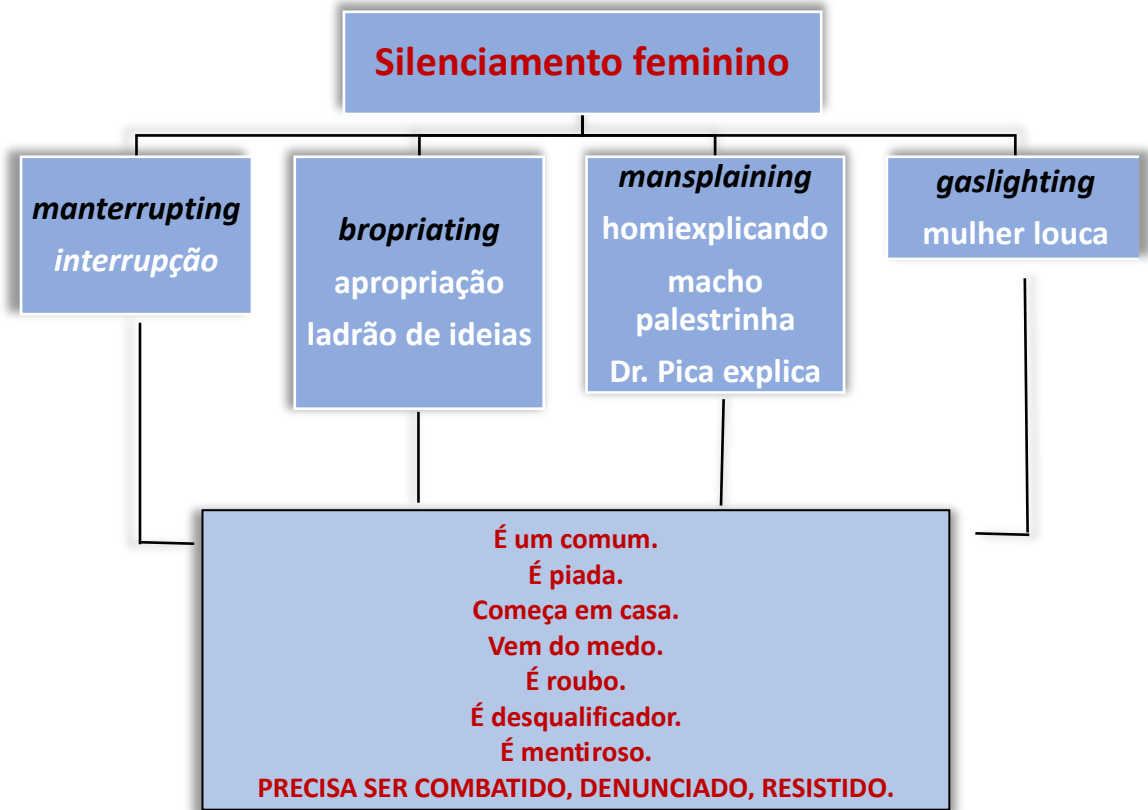 Silenciamento feminino
manterrupting
interrupção
bropriating
apropriação
ladrão de ideias
mansplaining
homiexplicando
macho
palestrinha
Dr. Pica explica
gaslighting
mulher louca
É um comum.
É piada.
Começa em casa.
Vem do medo.
É roubo.
É desqualificador.
É mentiroso.
PRECISA SER COMBATIDO, DENUNCIADO, RESISTIDO.